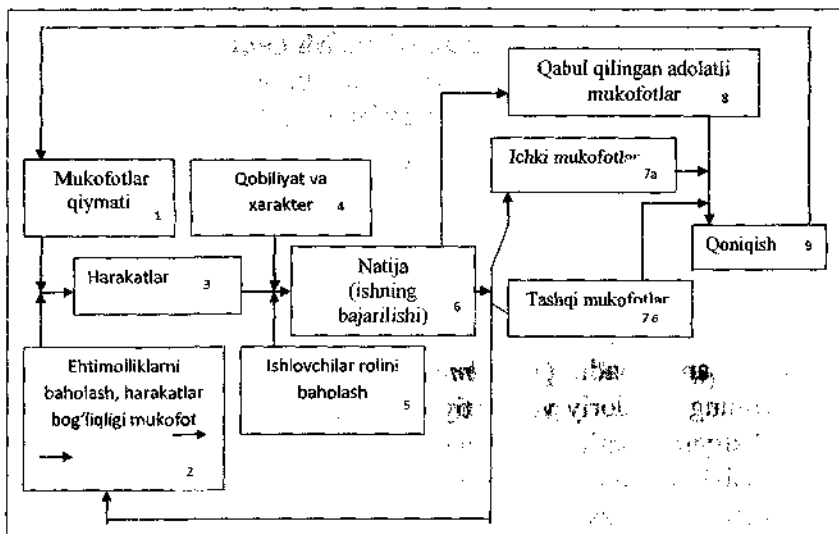 Qabul qilingan adolatli
mukofotlar 8
Ichki mukofotlar
7a
Mukofotlar
qiymati 1
Qobiliyat va
xarakter 4
Qoniqish 9
Harakatlar 3
Natija
(ishning
bajarilishi) 6
Tashqi mukofotlar
7б
Ehtimolliklarni
baholash, harakatlar
bog‘liqligi mukofot
2
Ishlovchilar rolini
baholash
5